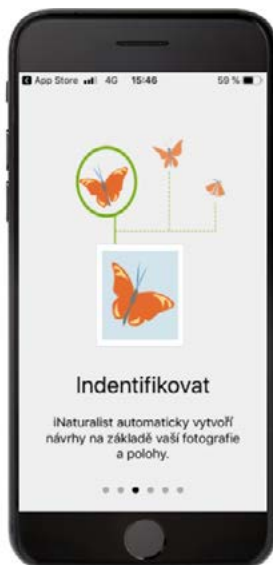 App Store 4G 15:46 59 %
Indentifikovat
iNaturalist automaticky vytvoří
návrhy na základě vaší fotografie
a polohy.